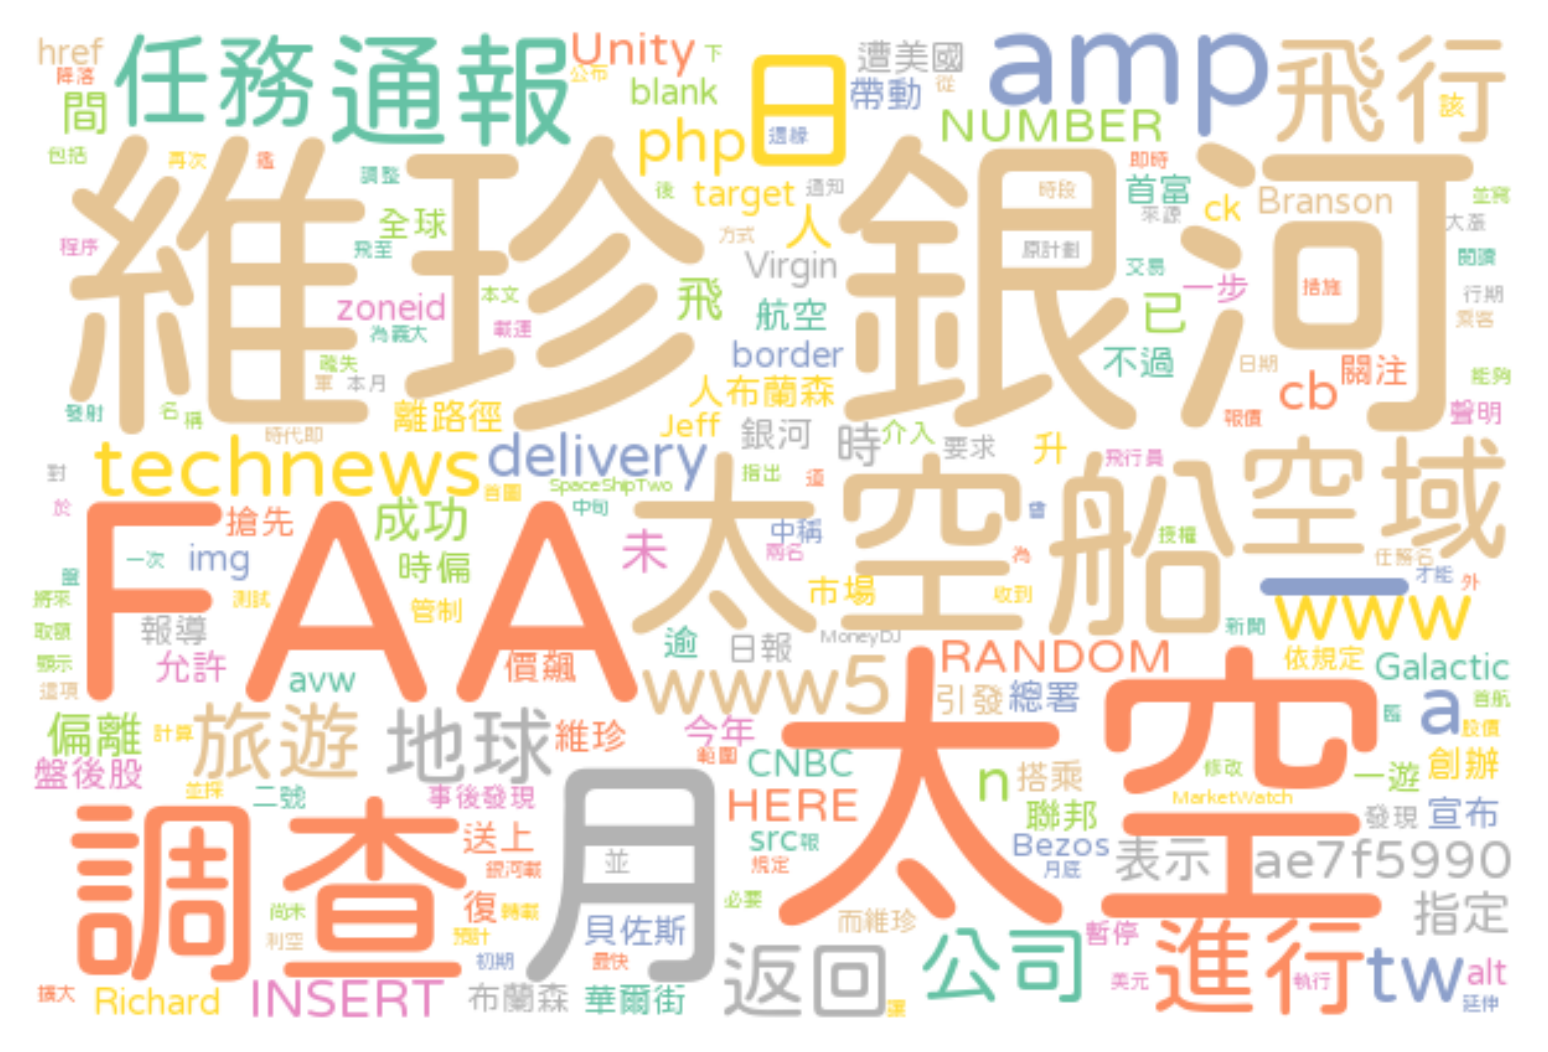 href
任務
通報
Unity
下
日
遭美國
amp
飛行
降落
公布
blank
帶動
從
該
間
php
週緣
NUMBER
維珍
銀河
包括
再次
鑑
調整
後
target
通知
時段
即時
首富
ck
Branson
並寫
程序
全球
飛至
方式
人
Virgin
原計劃
來源
大漲
閱讀
zoneid
本文
飛
航空
交易
已
一步
措施
行期
乘客
為義大
載運
border
不過
日期
關注
能夠
軍
本月
人布蘭森
cb
發射
名
稱
離路徑
Jeff
銀河
時
介入
要求
升
飛行員
報價
聲明
時代即
technews
delivery
首圖
SpaceShipTwo
指出
道
太空船
空域
對
於
搶先
成功
中旬
未
中稱
兩名
曾
授權
任務名
一次
img
時偏
為
才能
外
盤
將來
測試
管制
市場
收到
一
www
FAA
取額
報導
逾
日報
MoneyDJ
新聞
顯示
允許
avw
價飆
www5
RANDOM
依規定
Galactic
這項
引發
總署
太空
a
首航
偏離
計算
旅遊
地球
維珍
今年
範圍
股價
盤後股
CNBC
n
搭乘
修改
一遊
創辦
並探
二號
事後發現
月
HERE
MarketWatch
聯邦
發現
宣布
調查
送上
src
報
Bezos
表示
ae7f5990
銀河載
並
規定
月底
尚未
復
轉載
必要
而維珍
指定
利空
預計
貝佐斯
公司
暫停
進行
初期
最快
返回
美元
執行
tw
alt
擴大
Richard
INSERT
布蘭森
華爾街
還
延伸